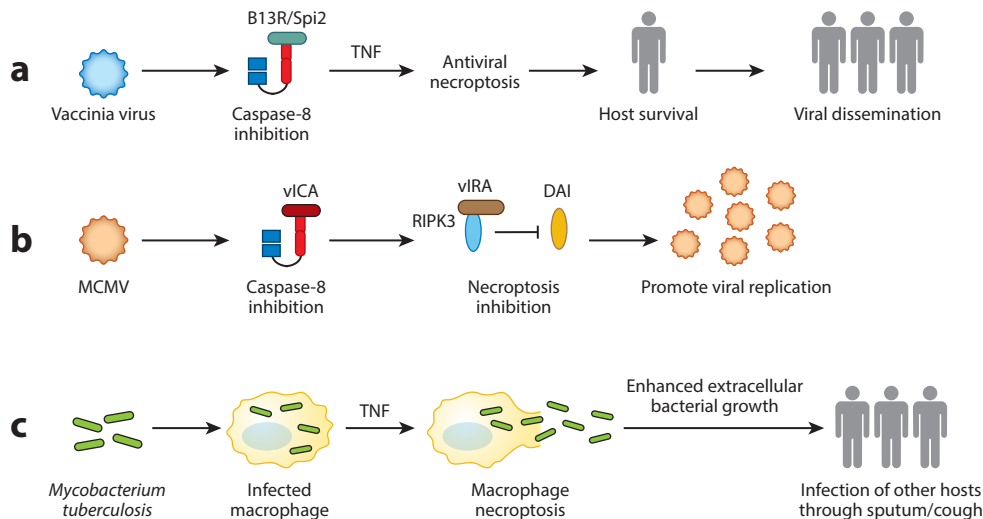 a
B13R/Spi2
TNF
Vaccinia virus
Caspase-8
inhibition
Antiviral
necroptosis
Host survival
Viral dissemination
b
vICA
vIRA
RIPK3
DAI
MCMV
Caspase-8
inhibition
Necroptosis
inhibition
Promote viral replication
c
TNF
Enhanced extracellular
bacterial growth
Mycobacterium
tuberculosis
Infected
macrophage
Macrophage
necroptosis
Infection of other hosts
through sputum/cough